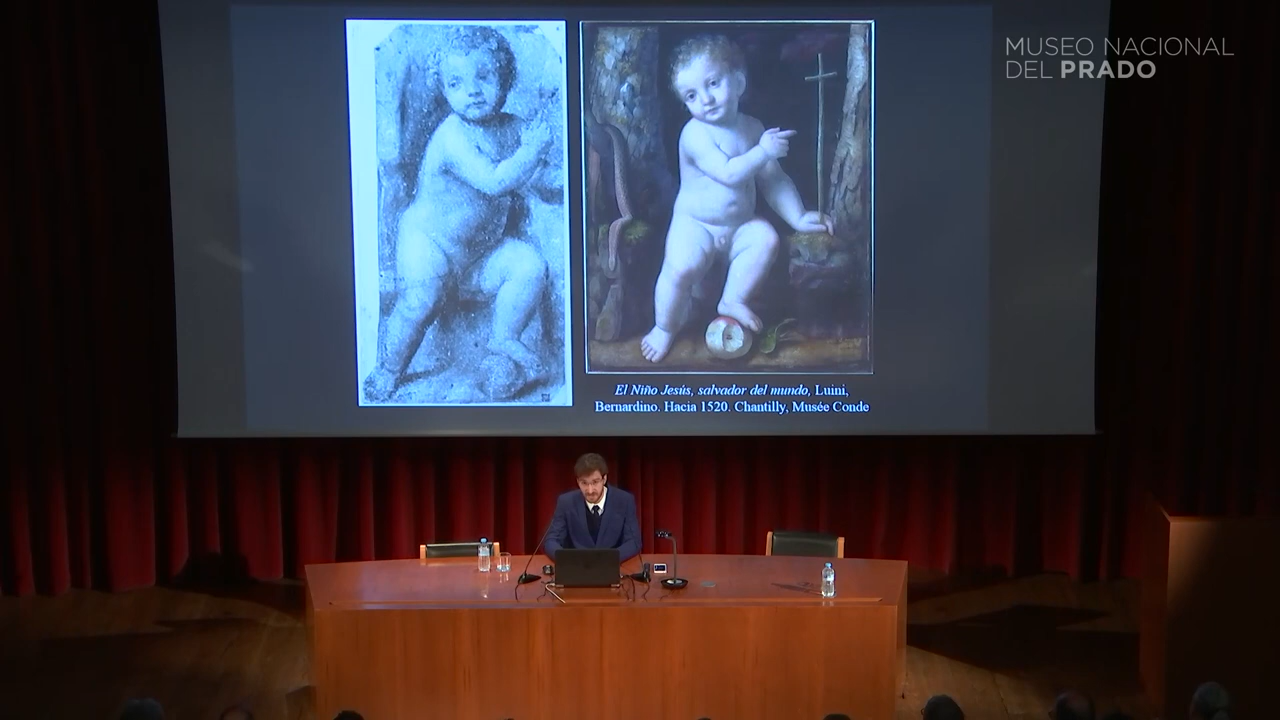 MUSEO NACIONAL
DEL PRADO
El Niño Jesús, salvador del mundo, Luini,
Bernardino. Hacia 1520. Chantilly, Musée Conde